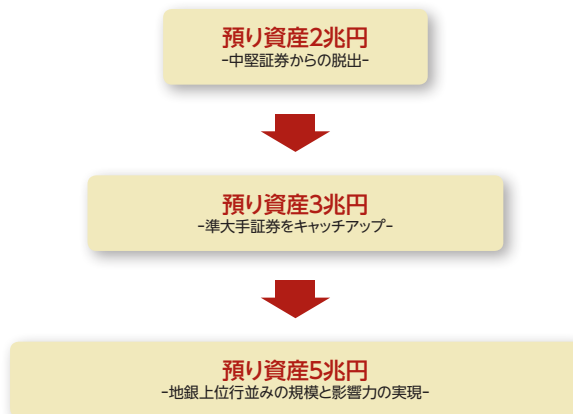 預り資産2兆円
-中堅証券からの脱出-
預り資産3兆円
-準大手証券をキャッチアップ-
預り資産5兆円
-地銀上位行並みの規模と影響力の実現-